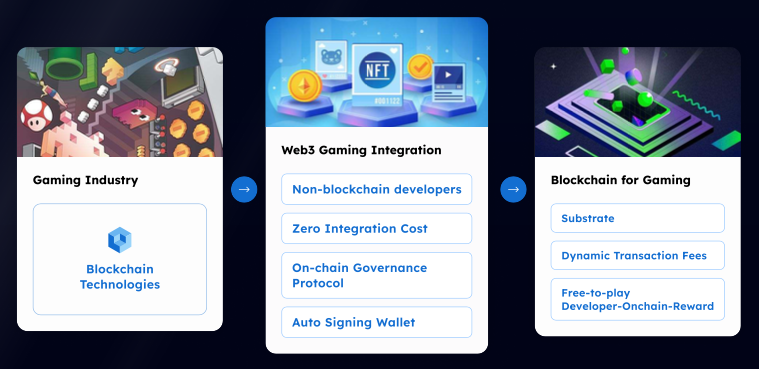 Gaming Industry
Blockchain
Technologies
NFT
#001122
Web3 Gaming Integration
Non-blockchain developers
Zero Integration Cost
On-chain Governance
Protocol
Auto Signing Wallet
Blockchain for Gaming
Substrate
Dynamic Transaction Fees
Free-to-play
Developer-Onchain-Reward